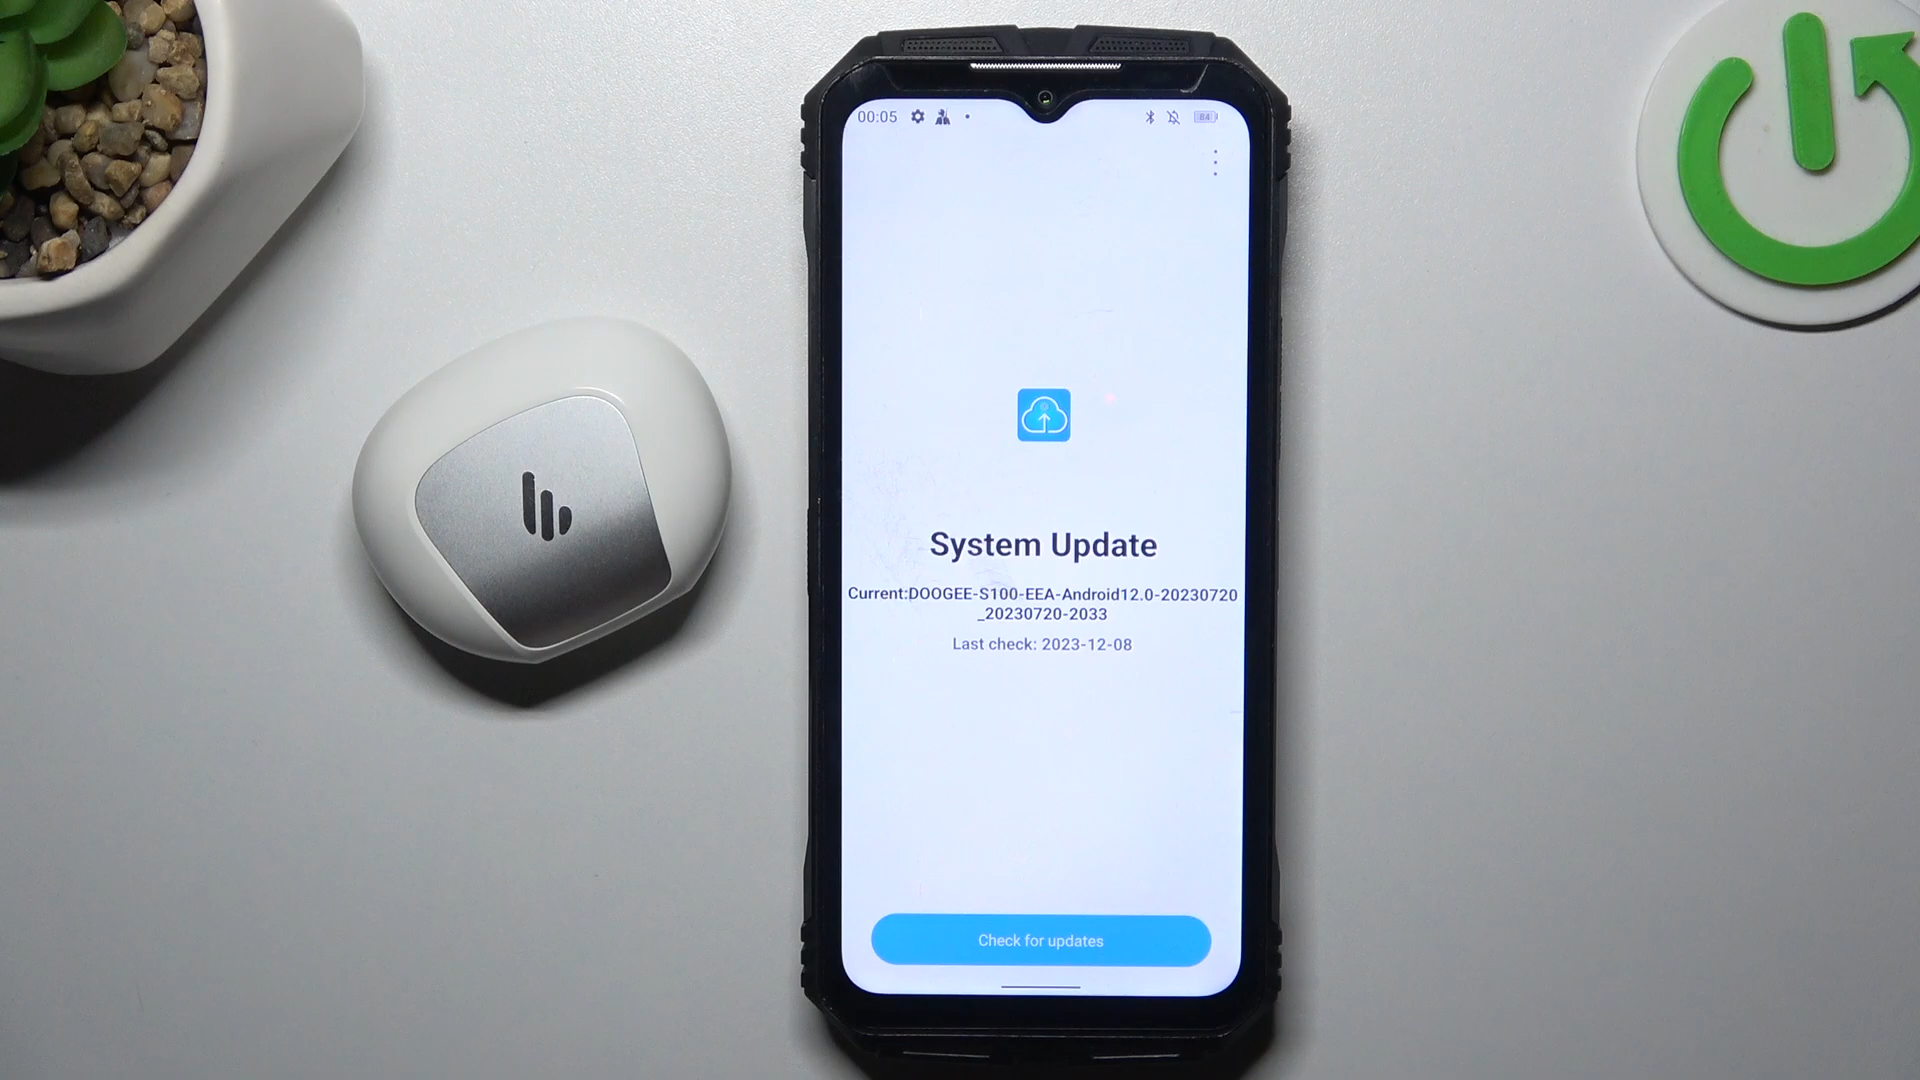 00:05
84
System Update
Current:DOOGEE-S100-EEA-Android12.0-20230720
_20230720-2033
Last check: 2023-12-08
Check for updates